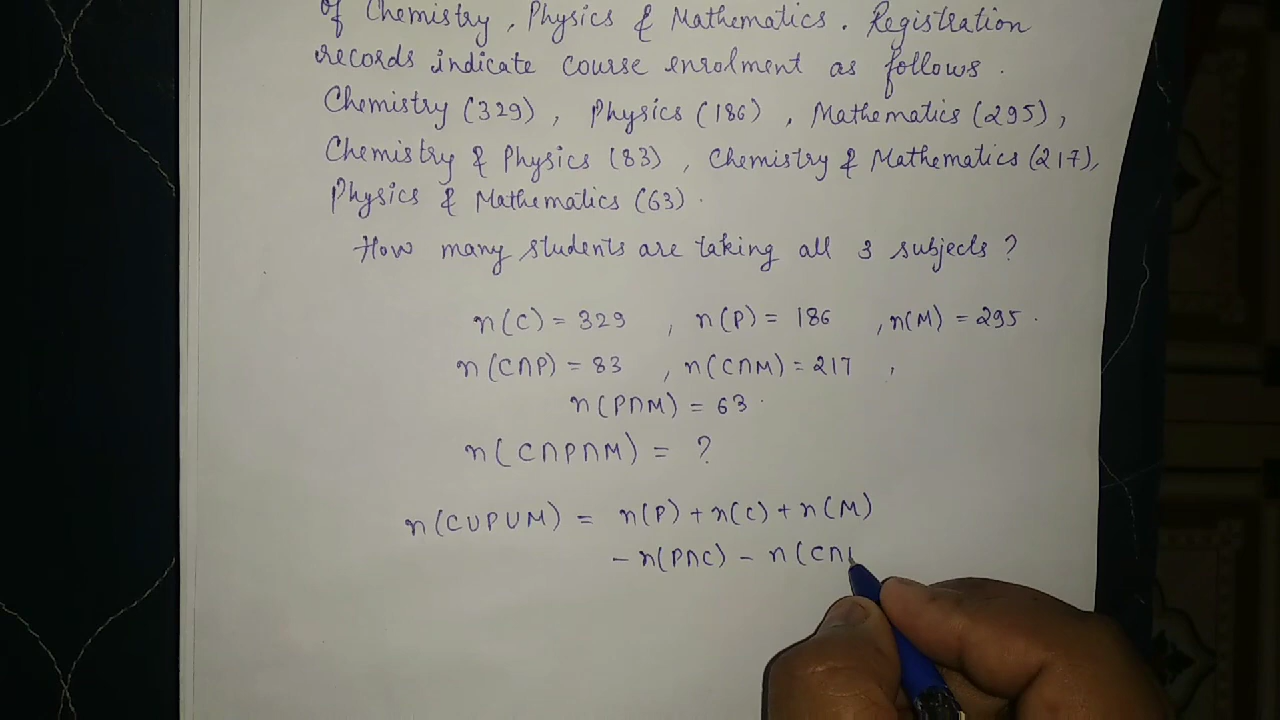 of Chemistry, Physics & Mathematics. Registration
records indicate course enrolment as follows.
Chemistry (329), Physics (186), Mathematics (295),
Chemistry & Physics (83), Chemistry & Mathematics (217),
Physics & Mathematics (63).
How many students are taking all 3 subjects?
n(C) = 329, n(P) = 186, n(M) = 295.
n(C∩P) = 83, n(C∩M) = 217,
n(P∩M) = 63.
n(C∩P∩M) = ?
n(C∪P∪M) = n(P) + n(C) + n(M)
- n(P∩C) - n(C∩